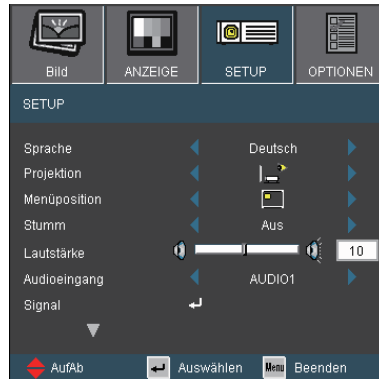 Bild ANZEIGE SETUP OPTIONEN
SETUP
Sprache Deutsch
Projektion
Menüposition
Stumm Aus
Lautstärke 10
Audioeingang AUDIO1
Signal
AufAb Auswählen Menu Beenden